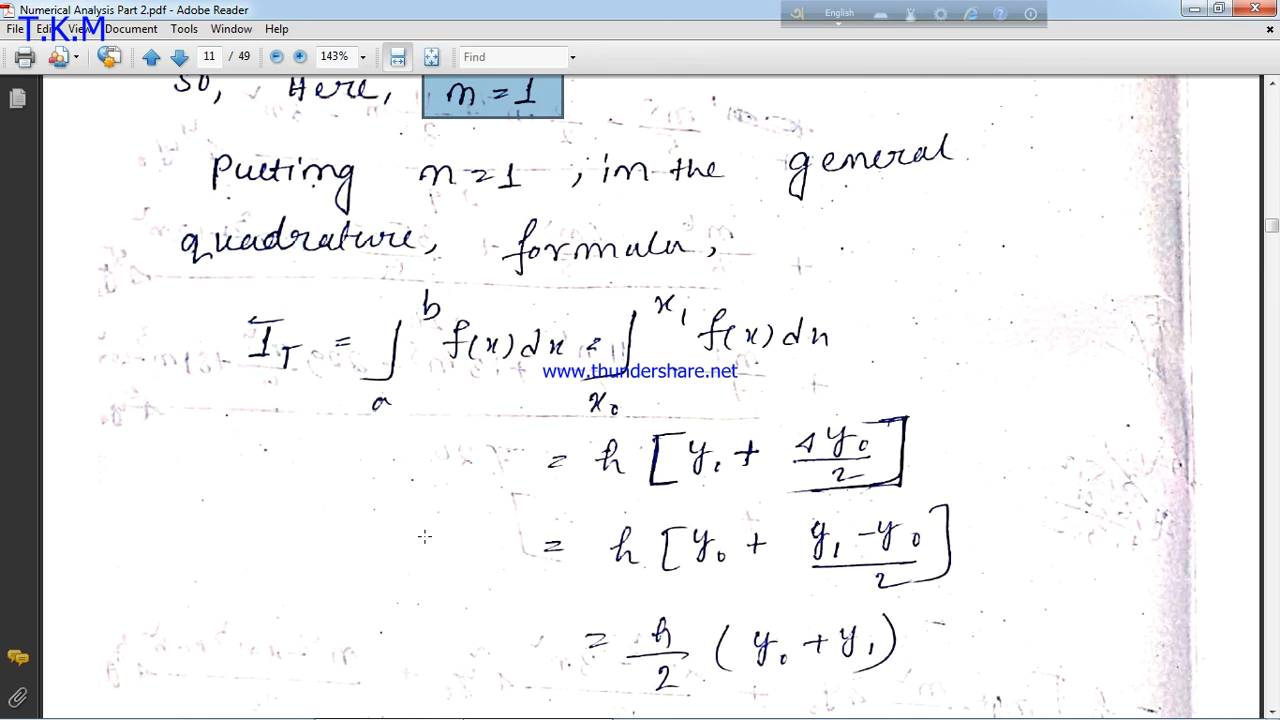 Numerical Analysis Part 2.pdf - Adobe Reader
English
T.K.M
File Edit View Document Tools Window Help
11 / 49 143% Find
So, Here, n = 1
Putting n = 1 , in the general
quadrature, formula,
I_T = ∫_a^b f(x) dx = ∫_{x_0}^{x_1} f(x) dx
www.thundershare.net
= h [ y_0 + Δy_0/2 ]
= h [ y_0 + (y_1 - y_0)/2 ]
= h/2 ( y_0 + y_1 )